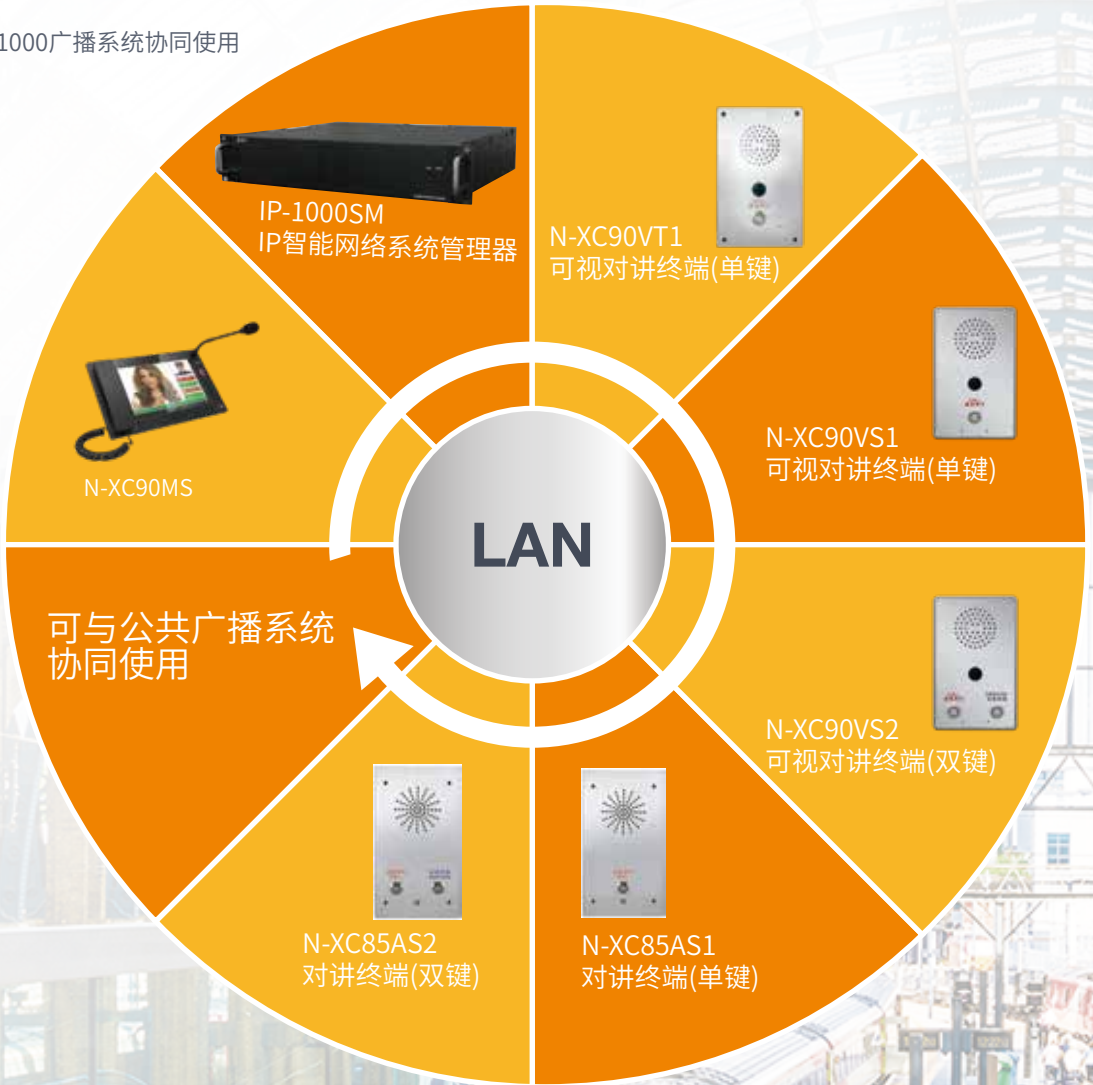 1000广播系统协同使用
IP-1000SM
IP智能网络系统管理器
N-XC90VT1
可视对讲终端(单键)
N-XC90VS1
可视对讲终端(单键)
N-XC90MS
LAN
可与公共广播系统
协同使用
N-XC90VS2
可视对讲终端(双键)
N-XC85AS2
对讲终端(双键)
N-XC85AS1
对讲终端(单键)